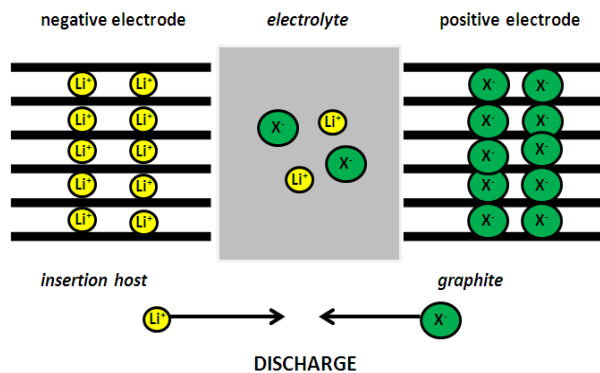 negative electrode
electrolyte
positive electrode
Li⁺ Li⁺ X⁻ X⁻
Li⁺ Li⁺ X⁻ Li⁺ X⁻ X⁻
Li⁺ Li⁺ X⁻ X⁻ X⁻
Li⁺ Li⁺ Li⁺ X⁻ X⁻
Li⁺ Li⁺ X⁻ X⁻
insertion host
graphite
Li⁺ X⁻
DISCHARGE